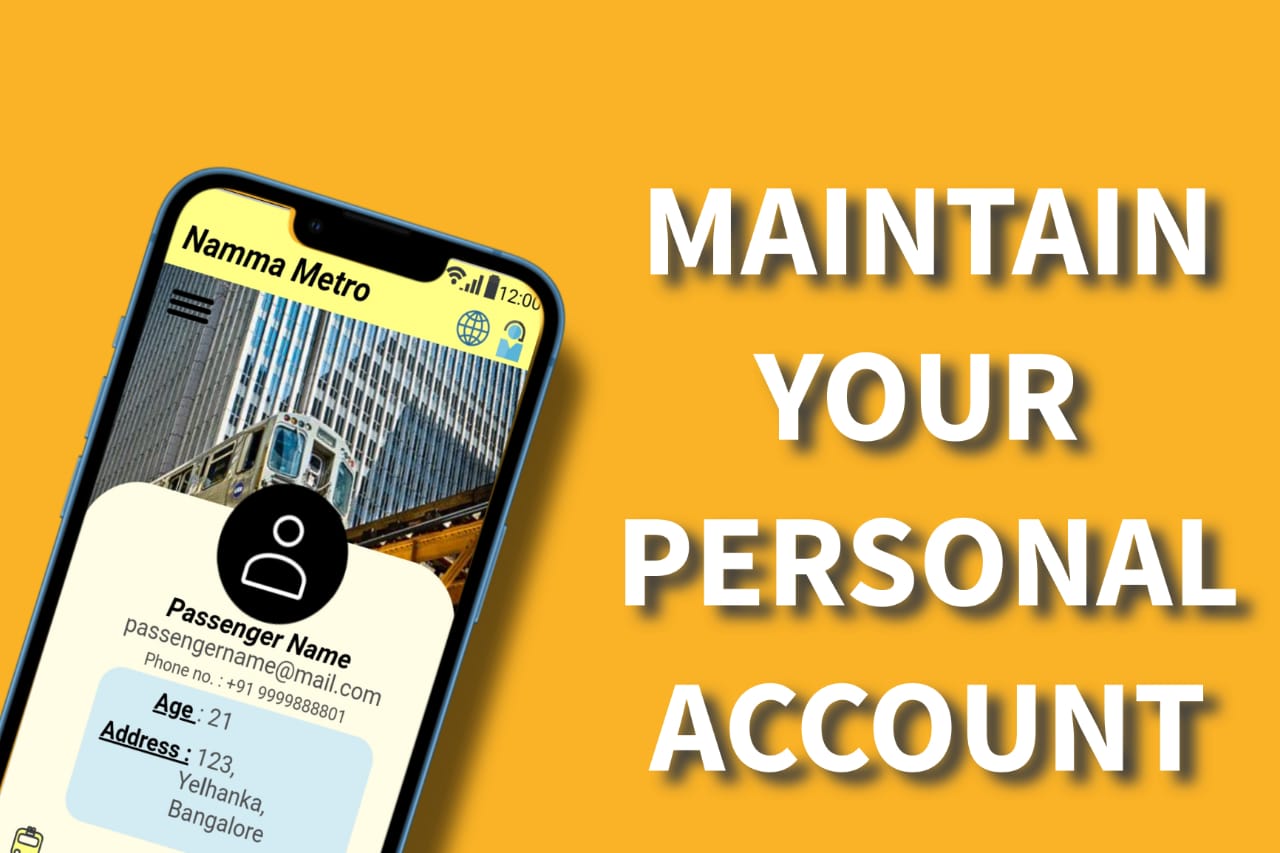 Namma Metro
12:00
Passenger Name
passengername@mail.com
Phone no. : +91 9999888801
Age : 21
Address : 123,
Yelhanka,
Bangalore
MAINTAIN
YOUR
PERSONAL
ACCOUNT